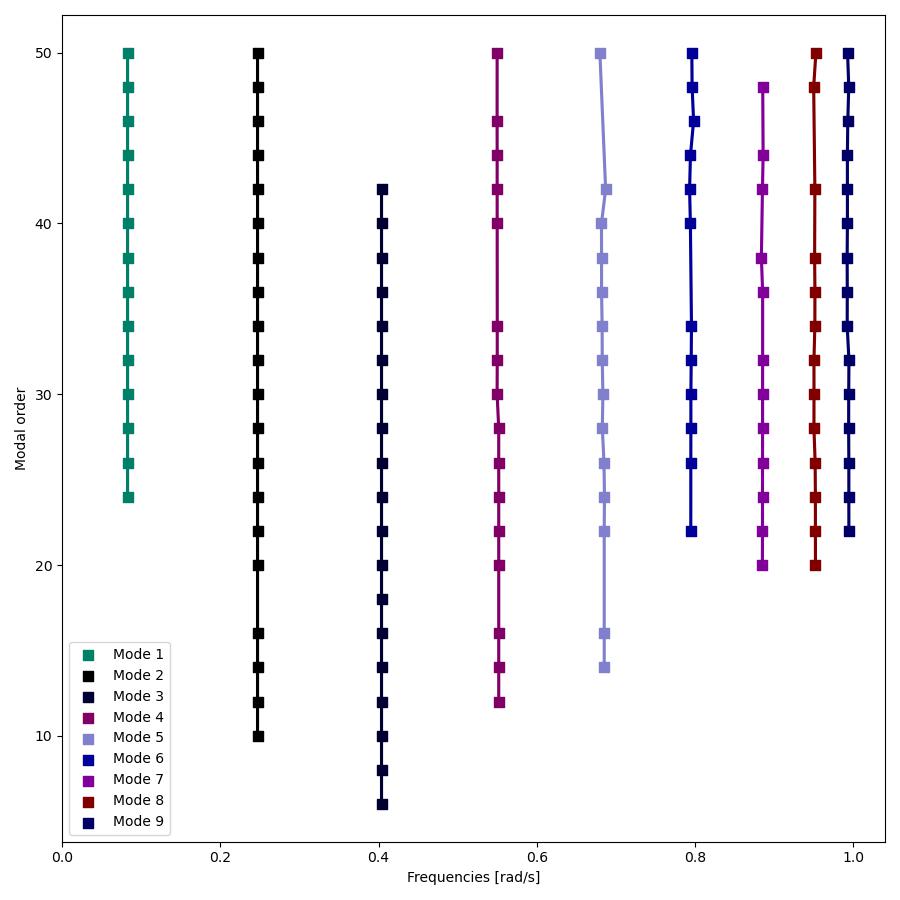 50
40
30
20
10
Modal order
Mode 1
Mode 2
Mode 3
Mode 4
Mode 5
Mode 6
Mode 7
Mode 8
Mode 9
0.0 0.2 0.4 0.6 0.8 1.0
Frequencies [rad/s]